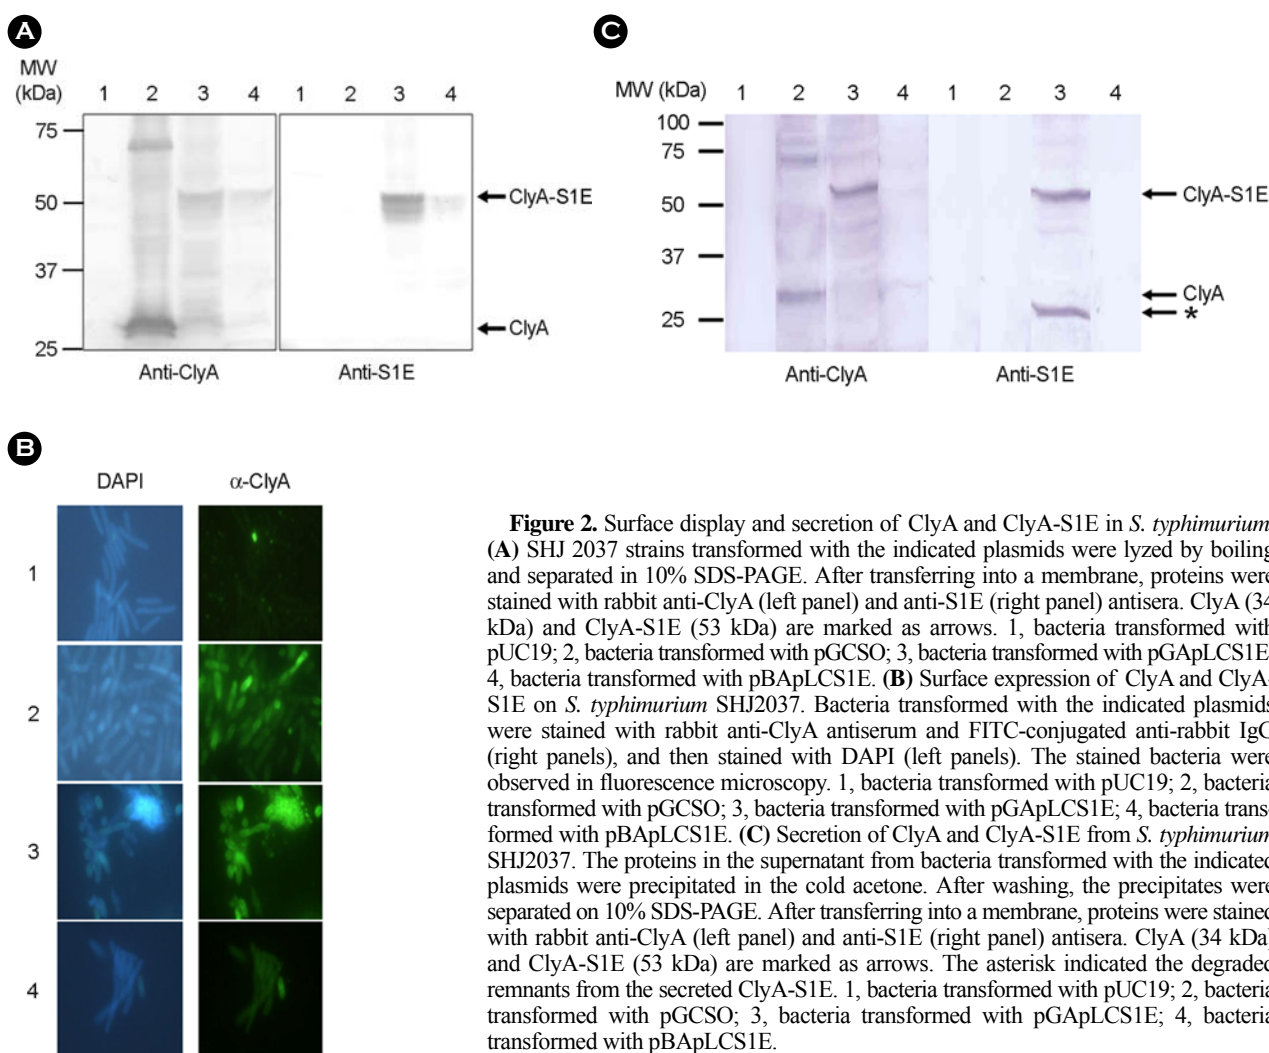 A
MW
(kDa) 1 2 3 4 1 2 3 4
75
50
37
25
ClyA-S1E
ClyA
Anti-ClyA Anti-S1E
C
MW (kDa) 1 2 3 4 1 2 3 4
100
75
50
37
25
ClyA-S1E
ClyA
*
Anti-ClyA Anti-S1E
B
DAPI α-ClyA
1
2
3
4
Figure 2. Surface display and secretion of ClyA and ClyA-S1E in S. typhimurium
(A) SHJ 2037 strains transformed with the indicated plasmids were lyzed by boiling
and separated in 10% SDS-PAGE. After transferring into a membrane, proteins were
stained with rabbit anti-ClyA (left panel) and anti-S1E (right panel) antisera. ClyA (34
kDa) and ClyA-S1E (53 kDa) are marked as arrows. 1, bacteria transformed with
pUC19; 2, bacteria transformed with pGCSO; 3, bacteria transformed with pGApLCS1E
4, bacteria transformed with pBApLCS1E. (B) Surface expression of ClyA and ClyA-
S1E on S. typhimurium SHJ2037. Bacteria transformed with the indicated plasmids
were stained with rabbit anti-ClyA antiserum and FITC-conjugated anti-rabbit IgG
(right panels), and then stained with DAPI (left panels). The stained bacteria were
observed in fluorescence microscopy. 1, bacteria transformed with pUC19; 2, bacteria
transformed with pGCSO; 3, bacteria transformed with pGApLCS1E; 4, bacteria trans-
formed with pBApLCS1E. (C) Secretion of ClyA and ClyA-S1E from S. typhimurium
SHJ2037. The proteins in the supernatant from bacteria transformed with the indicated
plasmids were precipitated in the cold acetone. After washing, the precipitates were
separated on 10% SDS-PAGE. After transferring into a membrane, proteins were stained
with rabbit anti-ClyA (left panel) and anti-S1E (right panel) antisera. ClyA (34 kDa)
and ClyA-S1E (53 kDa) are marked as arrows. The asterisk indicated the degraded
remnants from the secreted ClyA-S1E. 1, bacteria transformed with pUC19; 2, bacteria
transformed with pGCSO; 3, bacteria transformed with pGApLCS1E; 4, bacteria
transformed with pBApLCS1E.